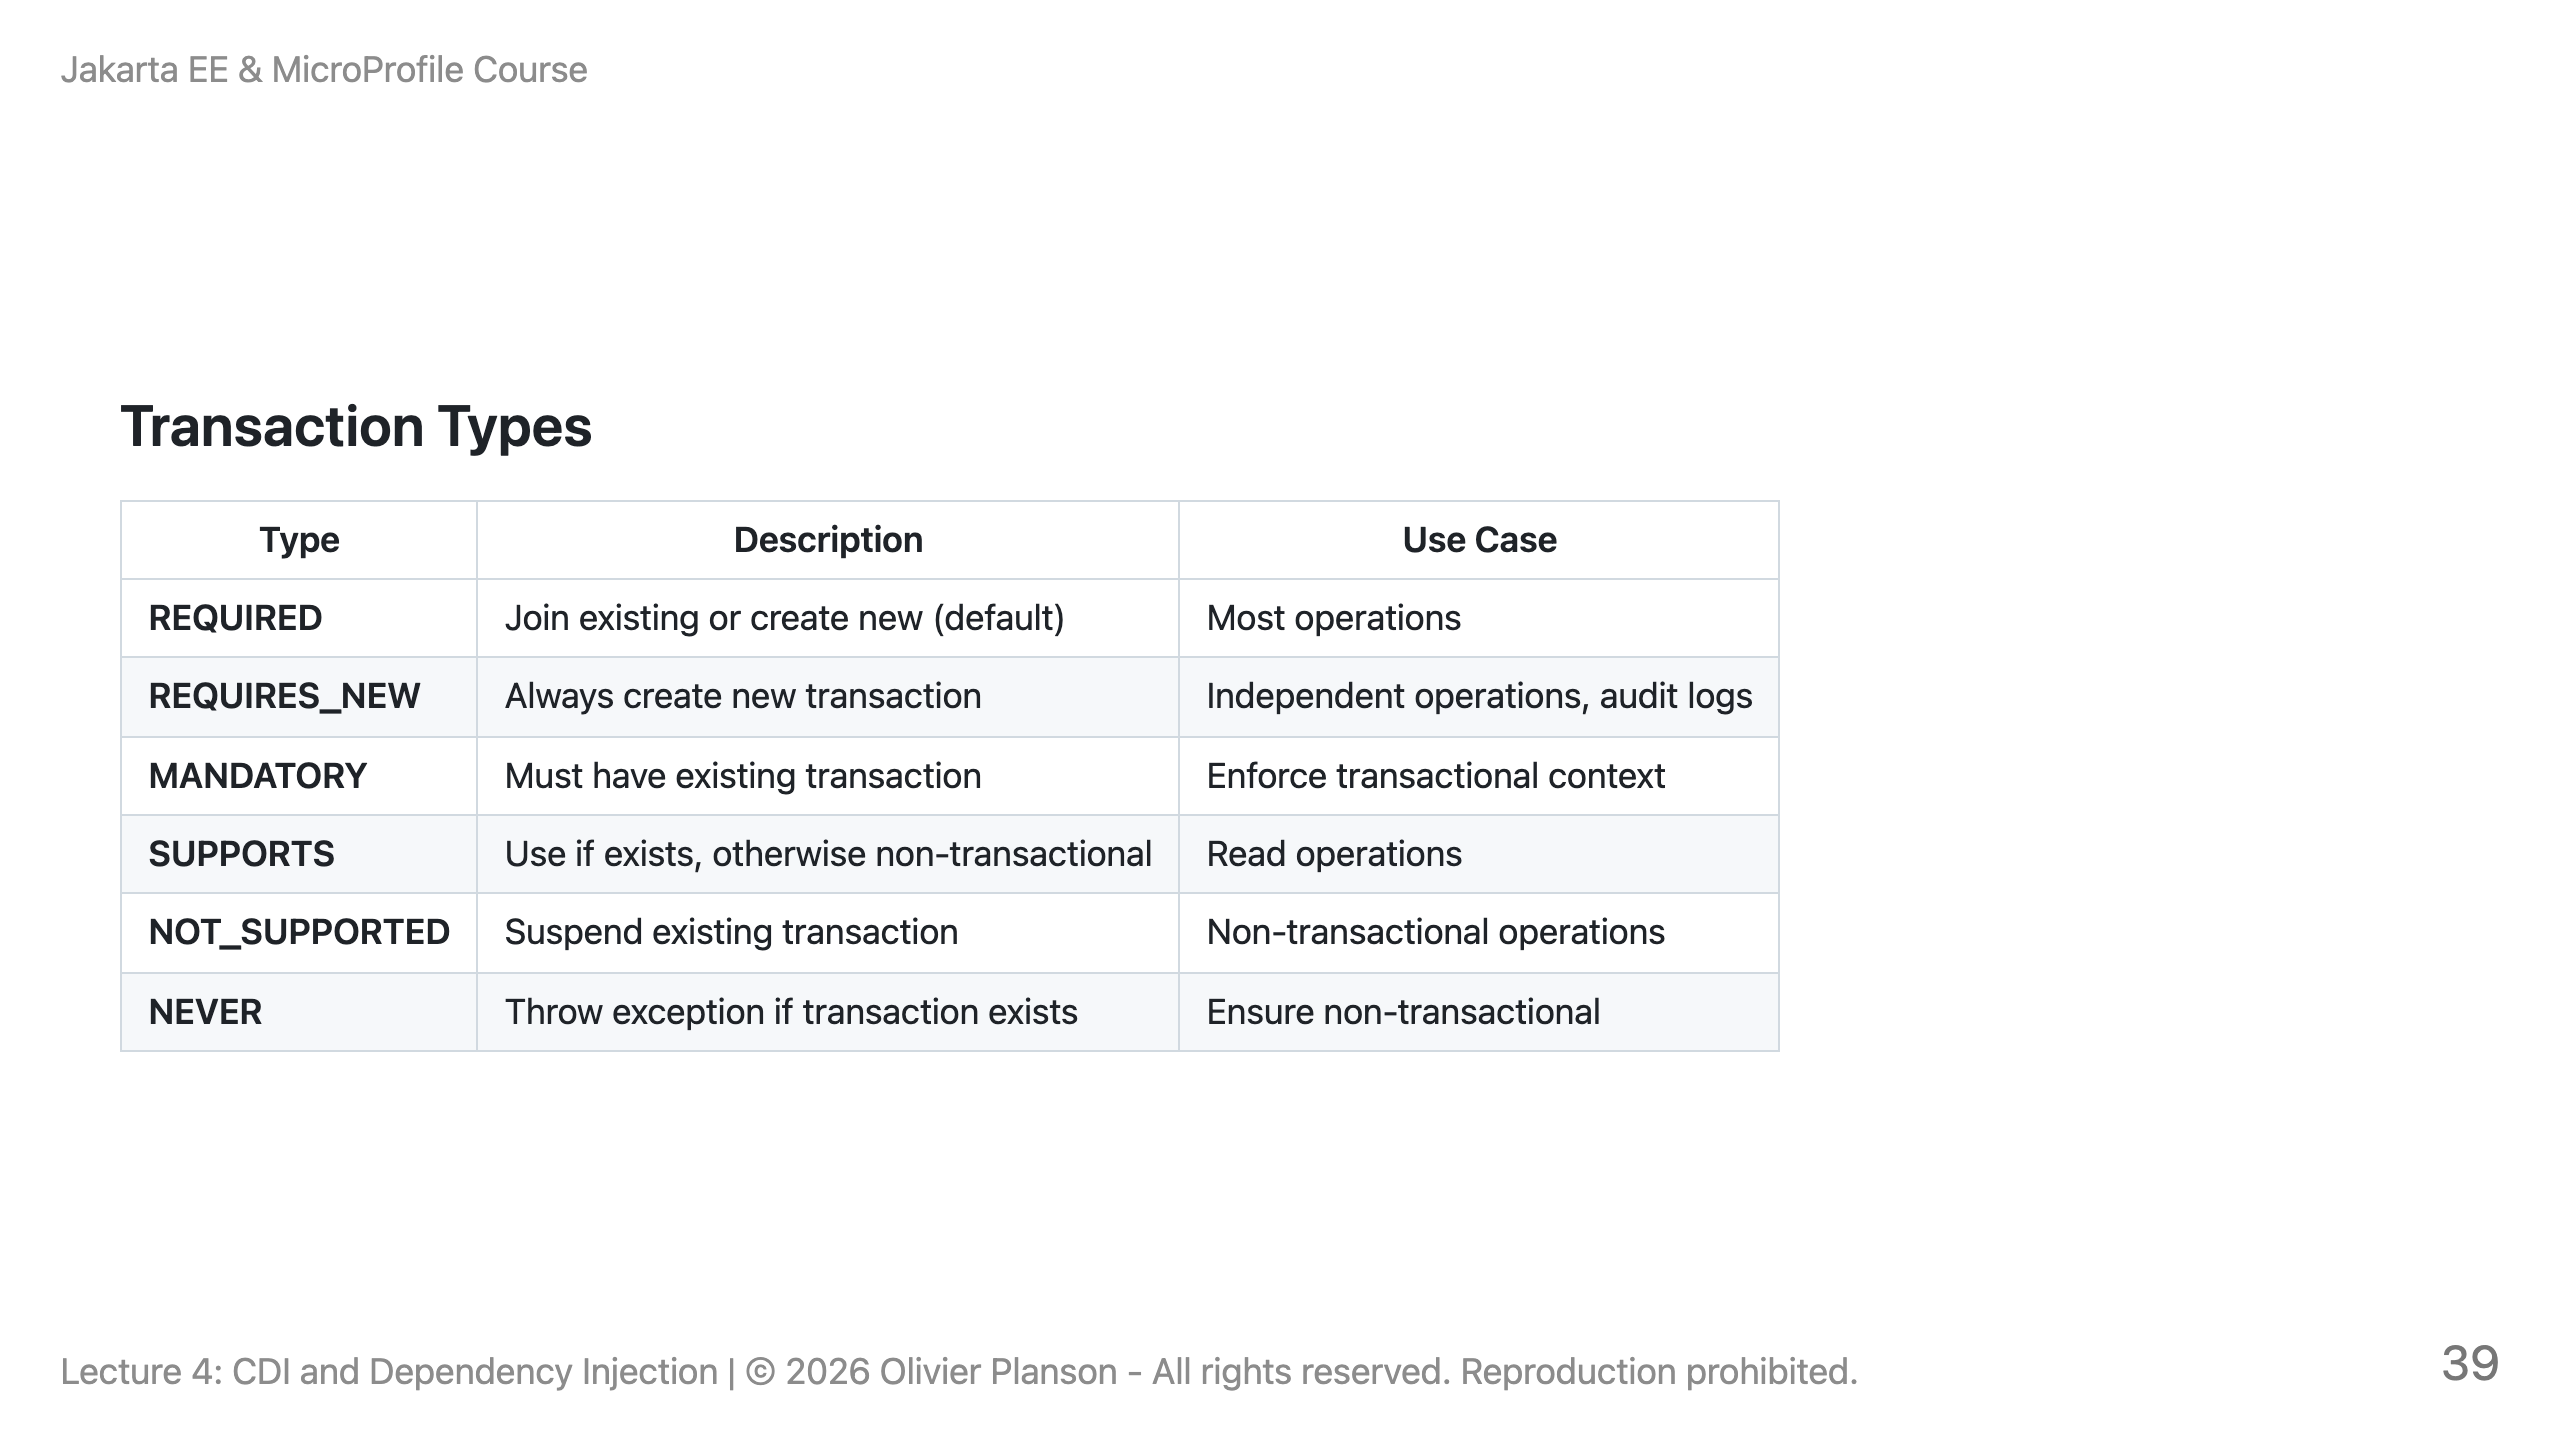 Jakarta EE & MicroProfile Course
Transaction Types
Type Description Use Case
REQUIRED Join existing or create new (default) Most operations
REQUIRES_NEW Always create new transaction Independent operations, audit logs
MANDATORY Must have existing transaction Enforce transactional context
SUPPORTS Use if exists, otherwise non-transactional Read operations
NOT_SUPPORTED Suspend existing transaction Non-transactional operations
NEVER Throw exception if transaction exists Ensure non-transactional
Lecture 4: CDI and Dependency Injection | © 2026 Olivier Planson - All rights reserved. Reproduction prohibited. 39